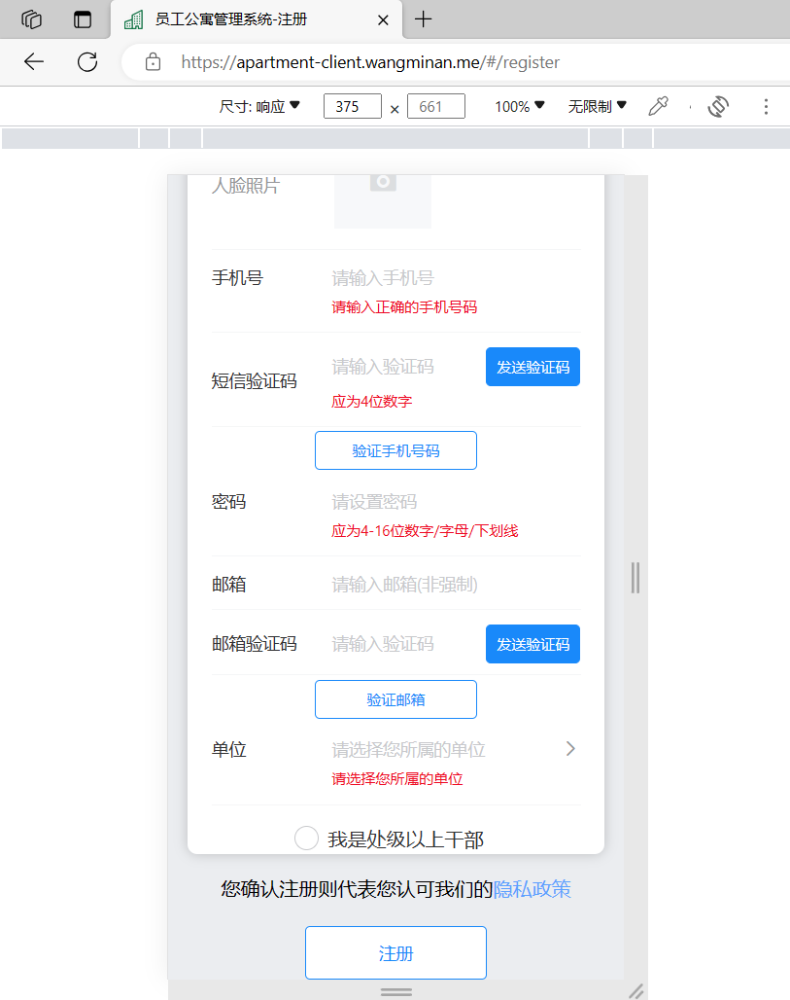 员工公寓管理系统-注册
https://apartment-client.wangminan.me/#/register
尺寸: 响应 375 × 661 100% 无限制
人脸照片
手机号 请输入手机号
请输入正确的手机号码
请输入验证码 发送验证码
短信验证码
应为4位数字
验证手机号码
密码 请设置密码
应为4-16位数字/字母/下划线
邮箱 请输入邮箱(非强制)
邮箱验证码 请输入验证码 发送验证码
验证邮箱
单位 请选择您所属的单位
请选择您所属的单位
我是处级以上干部
您确认注册则代表您认可我们的隐私政策
注册